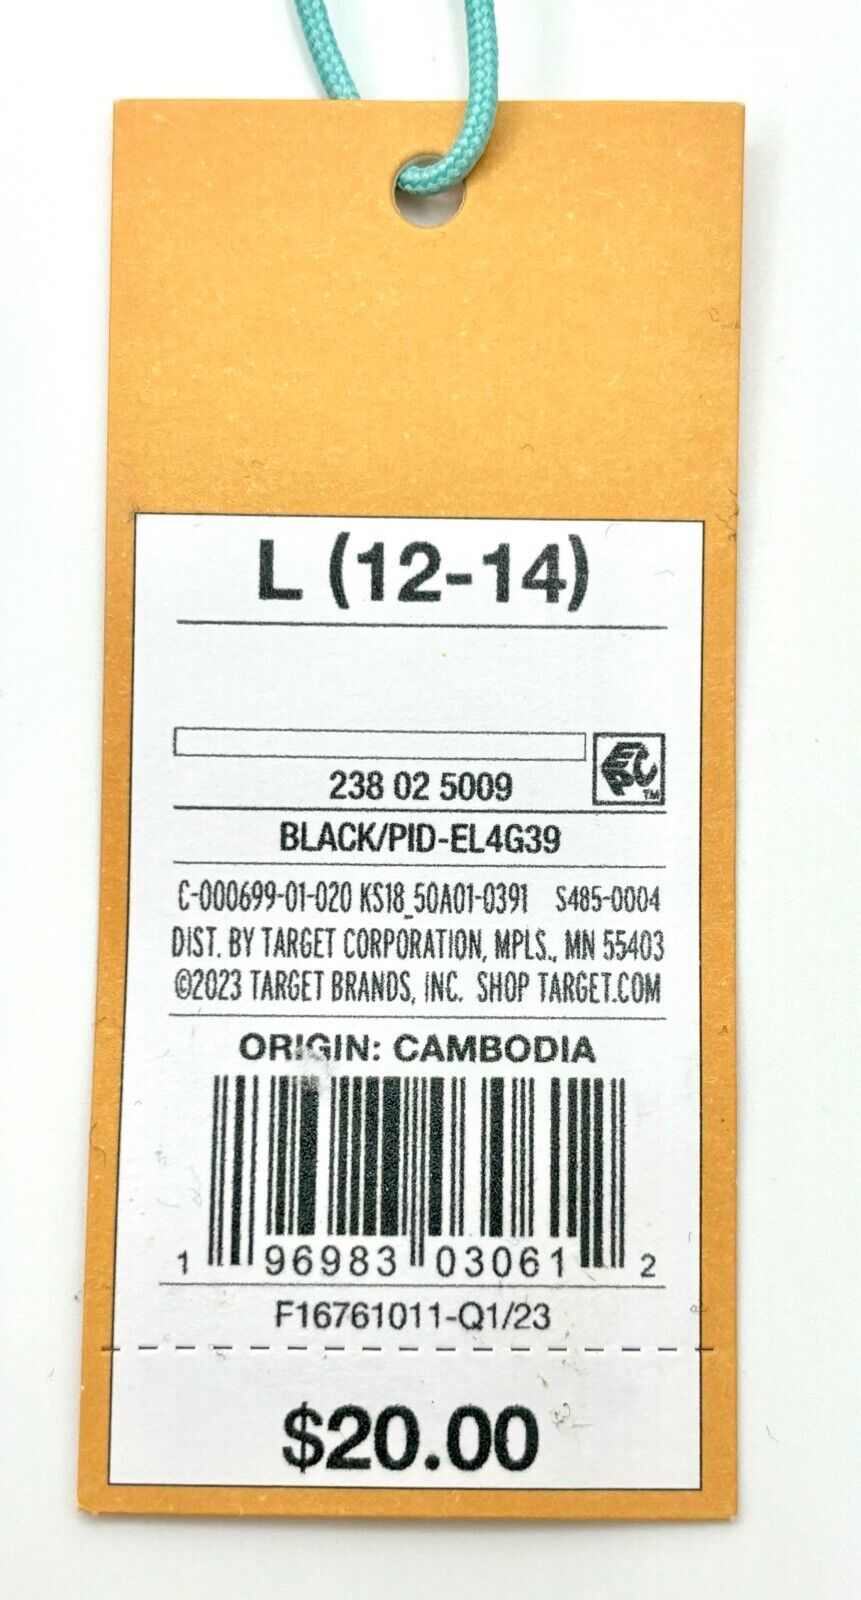 L (12-14)
EPC™
238 02 5009
BLACK/PID-EL4G39
C-000699-01-020 KS18_50A01-0391 S485-0004
DIST. BY TARGET CORPORATION, MPLS., MN 55403
©2023 TARGET BRANDS, INC. SHOP TARGET.COM
ORIGIN: CAMBODIA
1 96983 03061 2
F16761011-Q1/23
$20.00